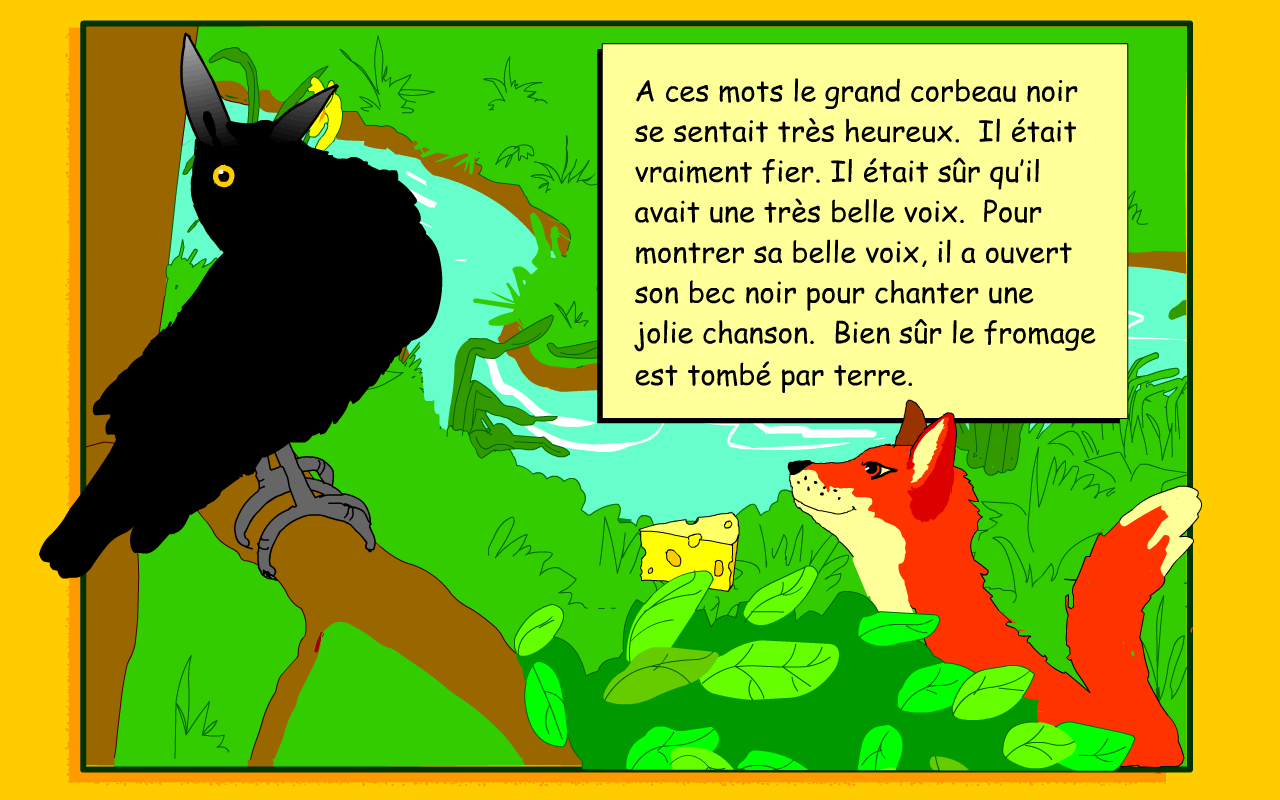 A ces mots le grand corbeau noir
se sentait très heureux.  Il était
vraiment fier. Il était sûr qu'il
avait une très belle voix.  Pour
montrer sa belle voix, il a ouvert
son bec noir pour chanter une
jolie chanson.  Bien sûr le fromage
est tombé par terre.